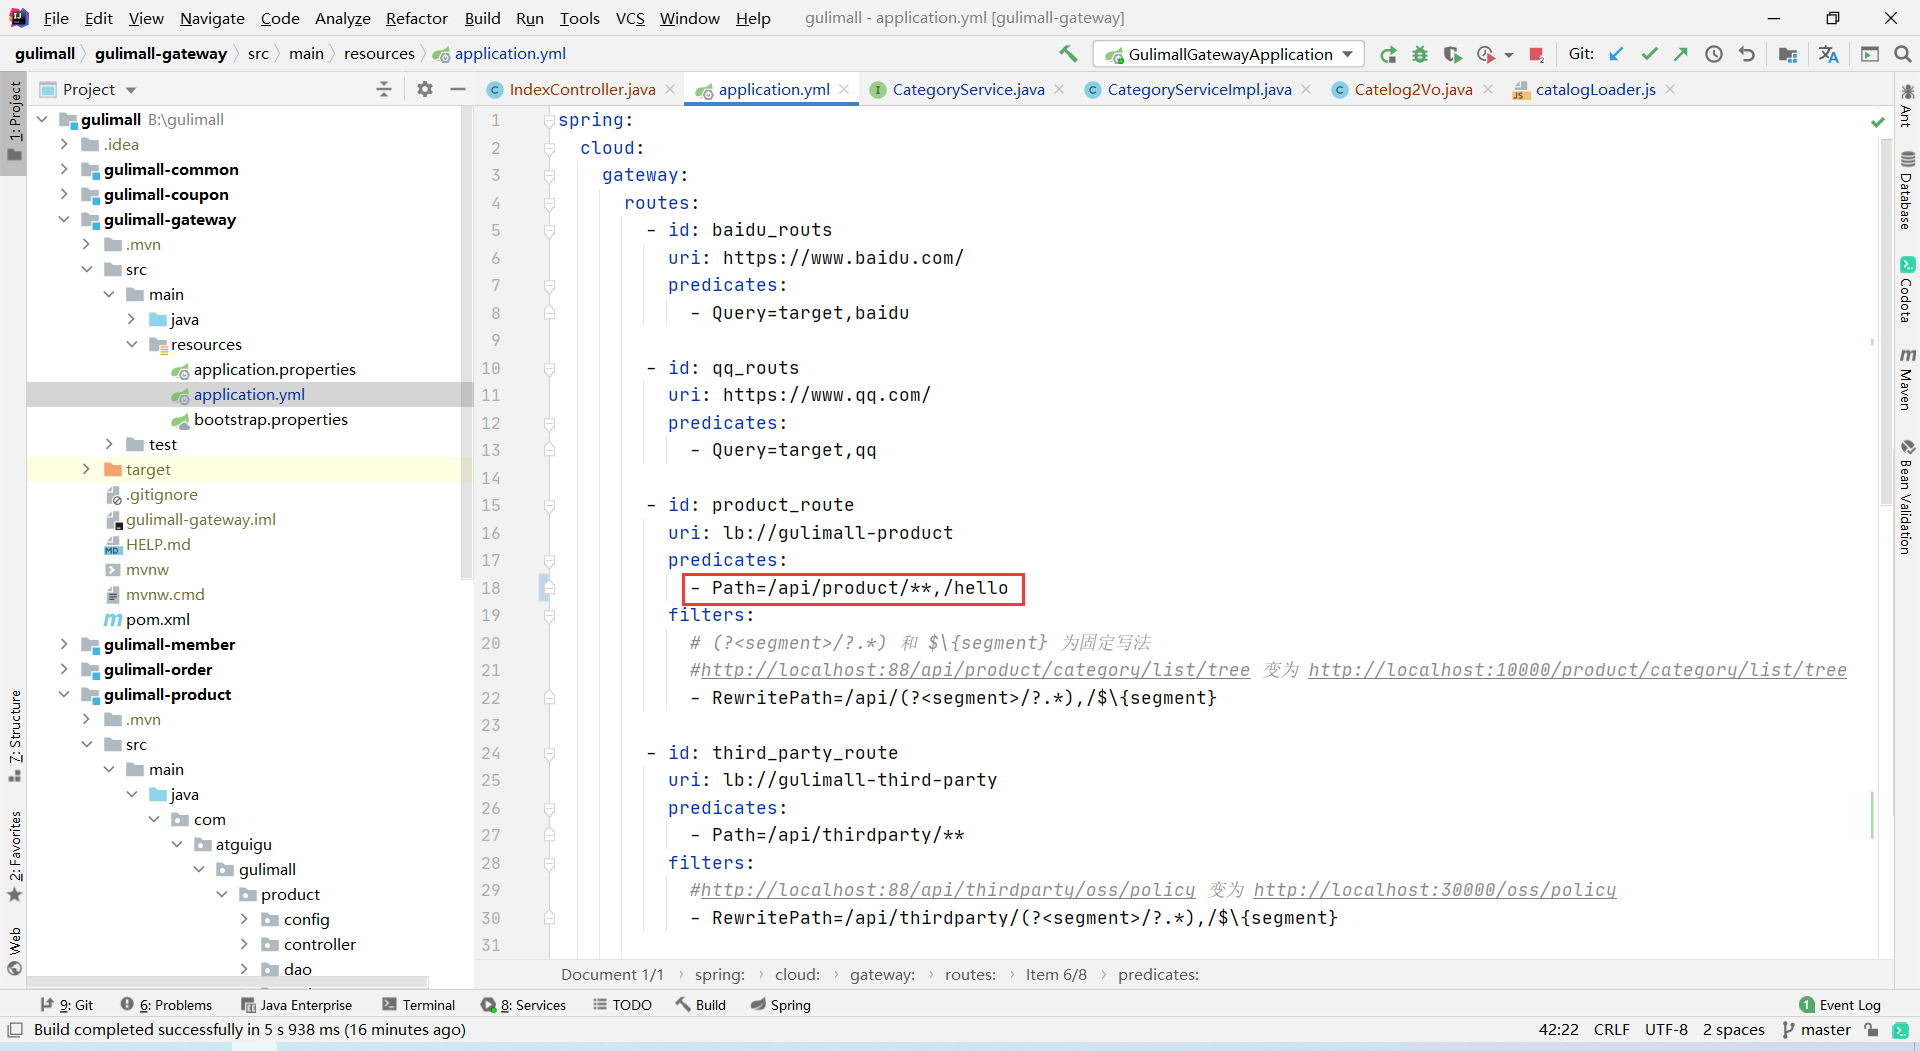 File Edit View Navigate Code Analyze Refactor Build Run Tools VCS Window Help gulimall - application.yml [gulimall-gateway]
gulimall gulimall-gateway src main resources application.yml GulimallGatewayApplication Git:
Project IndexController.java application.yml CategoryService.java CategoryServiceImpl.java Catelog2Vo.java catalogLoader.js
1: Project
7: Structure
2: Favorites
Web
gulimall B:\gulimall
.idea
gulimall-common
gulimall-coupon
gulimall-gateway
.mvn
src
main
java
resources
application.properties
application.yml
bootstrap.properties
test
target
.gitignore
gulimall-gateway.iml
HELP.md
mvnw
mvnw.cmd
pom.xml
gulimall-member
gulimall-order
gulimall-product
.mvn
src
main
java
com
atguigu
gulimall
product
config
controller
dao
1 spring:
2 cloud:
3 gateway:
4 routes:
5 - id: baidu_routs
6 uri: https://www.baidu.com/
7 predicates:
8 - Query=target,baidu
9
10 - id: qq_routs
11 uri: https://www.qq.com/
12 predicates:
13 - Query=target,qq
14
15 - id: product_route
16 uri: lb://gulimall-product
17 predicates:
18 - Path=/api/product/**,/hello
19 filters:
20 # (?<segment>/?.*) 和 $\{segment} 为固定写法
21 #http://localhost:88/api/product/category/list/tree 变为 http://localhost:10000/product/category/list/tree
22 - RewritePath=/api/(?<segment>/?.*),/$\{segment}
23
24 - id: third_party_route
25 uri: lb://gulimall-third-party
26 predicates:
27 - Path=/api/thirdparty/**
28 filters:
29 #http://localhost:88/api/thirdparty/oss/policy 变为 http://localhost:30000/oss/policy
30 - RewritePath=/api/thirdparty/(?<segment>/?.*),/$\{segment}
31
Ant
Database
Codota
Maven
Bean Validation
Document 1/1 spring: cloud: gateway: routes: Item 6/8 predicates:
9: Git 6: Problems Java Enterprise Terminal 8: Services TODO Build Spring 1 Event Log
Build completed successfully in 5 s 938 ms (16 minutes ago) 42:22 CRLF UTF-8 2 spaces master